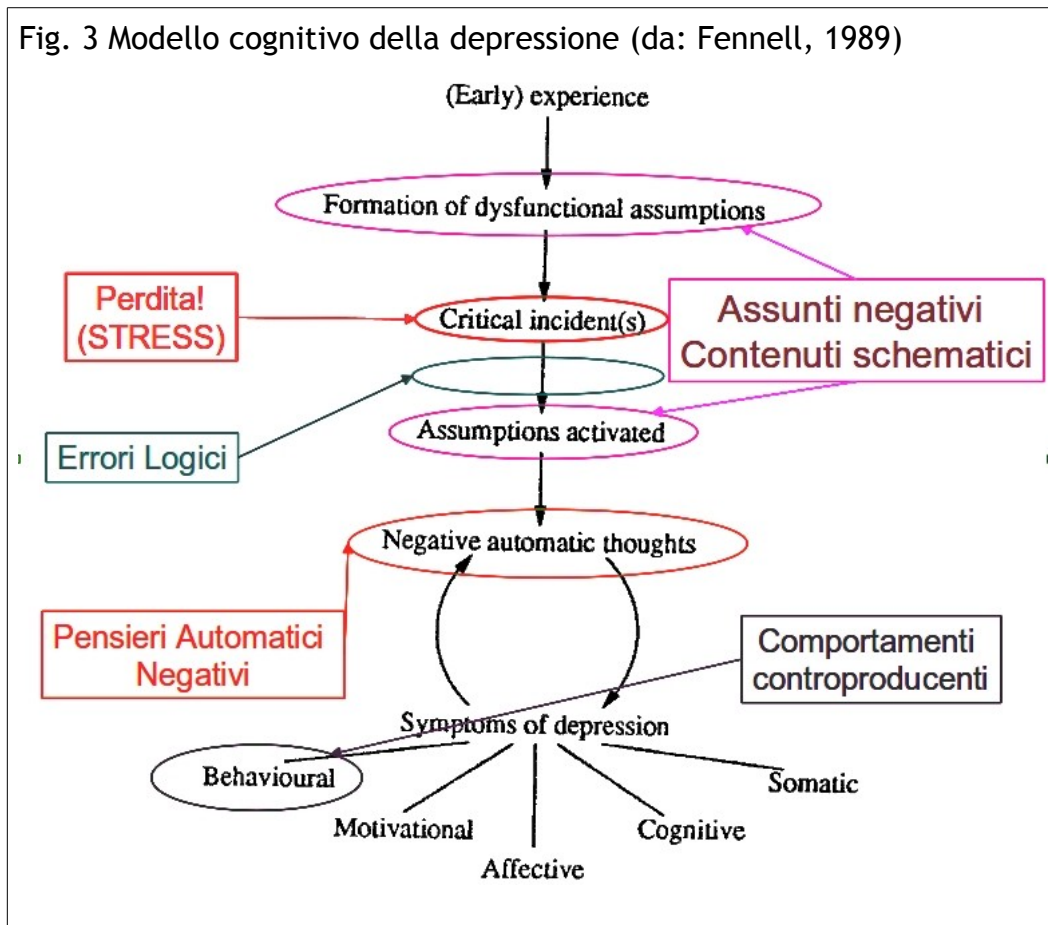 Fig. 3 Modello cognitivo della depressione (da: Fennell, 1989)
(Early) experience
Formation of dysfunctional assumptions
Perdita!
(STRESS)
Critical incident(s)
Assunti negativi
Contenuti schematici
Assumptions activated
Errori Logici
Negative automatic thoughts
Pensieri Automatici
Negativi
Comportamenti
controproducenti
Symptoms of depression
Behavioural
Somatic
Motivational
Cognitive
Affective